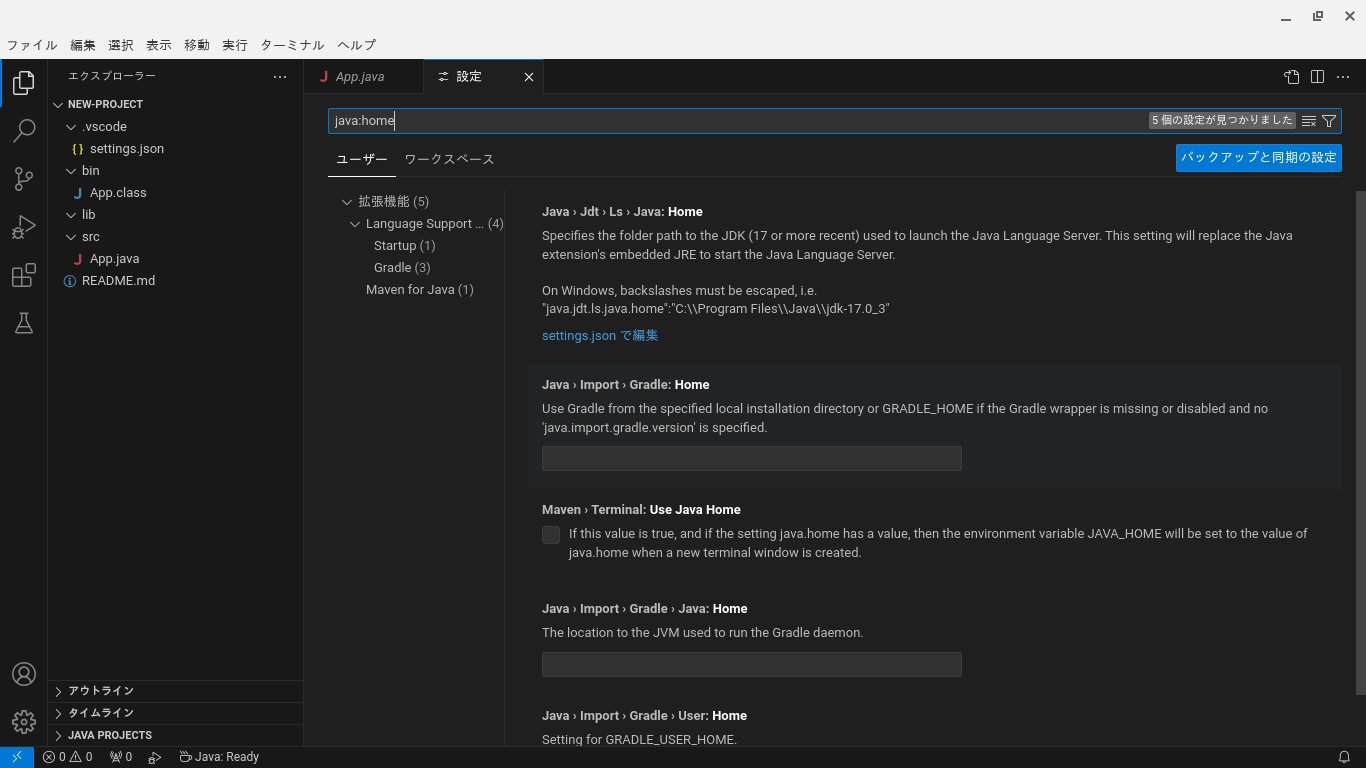 ファイル 編集 選択 表示 移動 実行 ターミナル ヘルプ
エクスプローラー
NEW-PROJECT
.vscode
{} settings.json
bin
J App.class
lib
src
J App.java
README.md
アウトライン
タイムライン
JAVA PROJECTS
J App.java
設定
java:home
5 個の設定が見つかりました
ユーザー ワークスペース
バックアップと同期の設定
拡張機能 (5)
Language Support ... (4)
Startup (1)
Gradle (3)
Maven for Java (1)
Java › Jdt › Ls › Java: Home
Specifies the folder path to the JDK (17 or more recent) used to launch the Java Language Server. This setting will replace the Java
extension's embedded JRE to start the Java Language Server.
On Windows, backslashes must be escaped, i.e.
"java.jdt.ls.java.home":"C:\\Program Files\\Java\\jdk-17.0_3"
settings.json で編集
Java › Import › Gradle: Home
Use Gradle from the specified local installation directory or GRADLE_HOME if the Gradle wrapper is missing or disabled and no
'java.import.gradle.version' is specified.
Maven › Terminal: Use Java Home
If this value is true, and if the setting java.home has a value, then the environment variable JAVA_HOME will be set to the value of
java.home when a new terminal window is created.
Java › Import › Gradle › Java: Home
The location to the JVM used to run the Gradle daemon.
Java › Import › Gradle › User: Home
Setting for GRADLE_USER_HOME.
0 0 0 Java: Ready